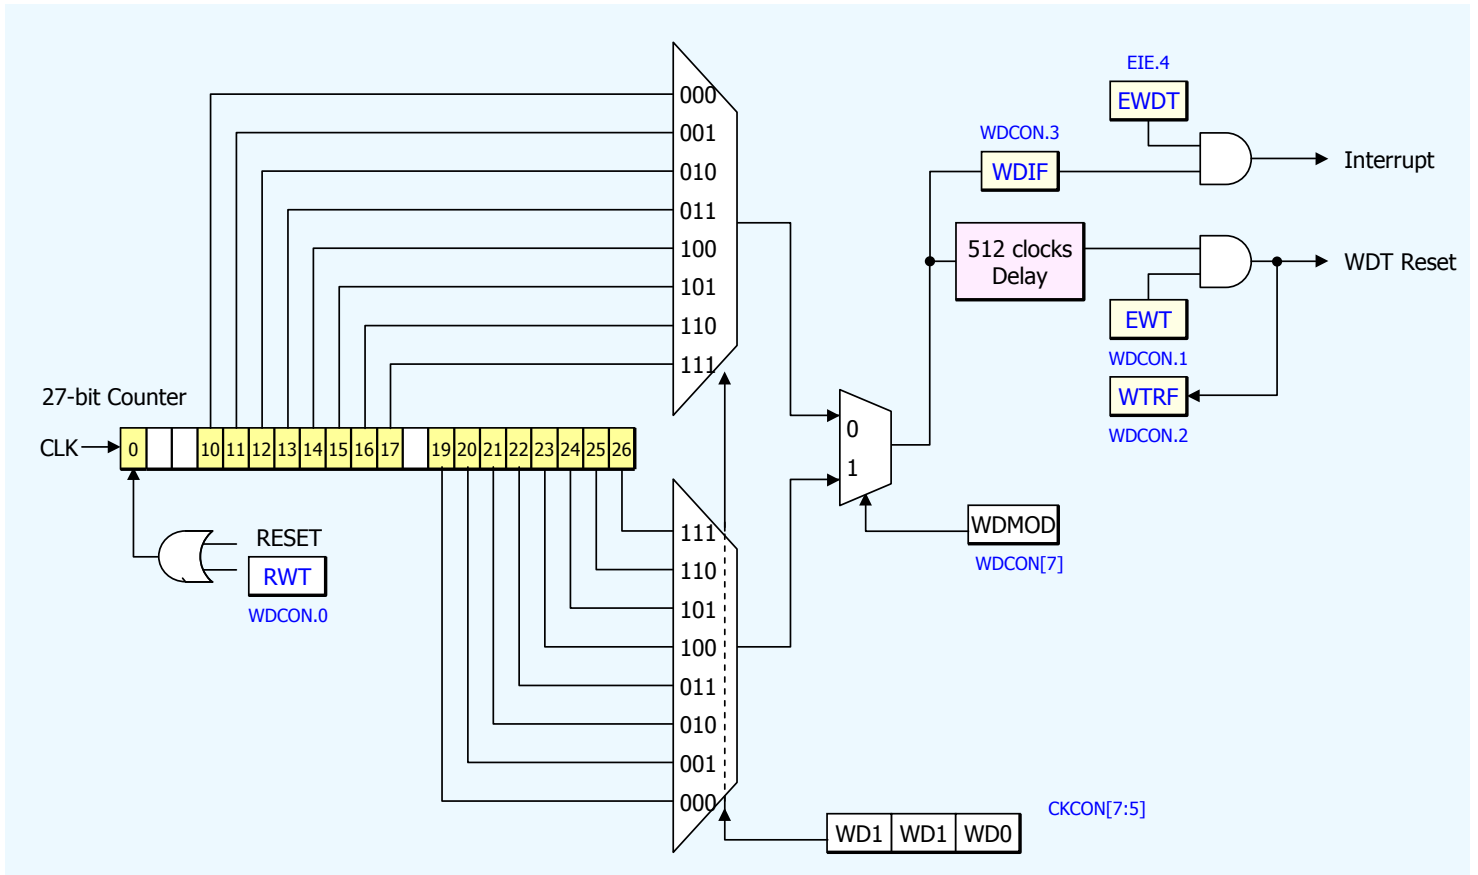 000
001
010
011
100
101
110
111
EIE.4
EWDT
WDCON.3
WDIF
Interrupt
512 clocks
Delay
WDT Reset
EWT
WDCON.1
WTRF
WDCON.2
27-bit Counter
CLK
0 10 11 12 13 14 15 16 17 19 20 21 22 23 24 25 26
0
1
RESET
RWT
WDCON.0
WDMOD
WDCON[7]
111
110
101
100
011
010
001
000
CKCON[7:5]
WD1 WD1 WD0